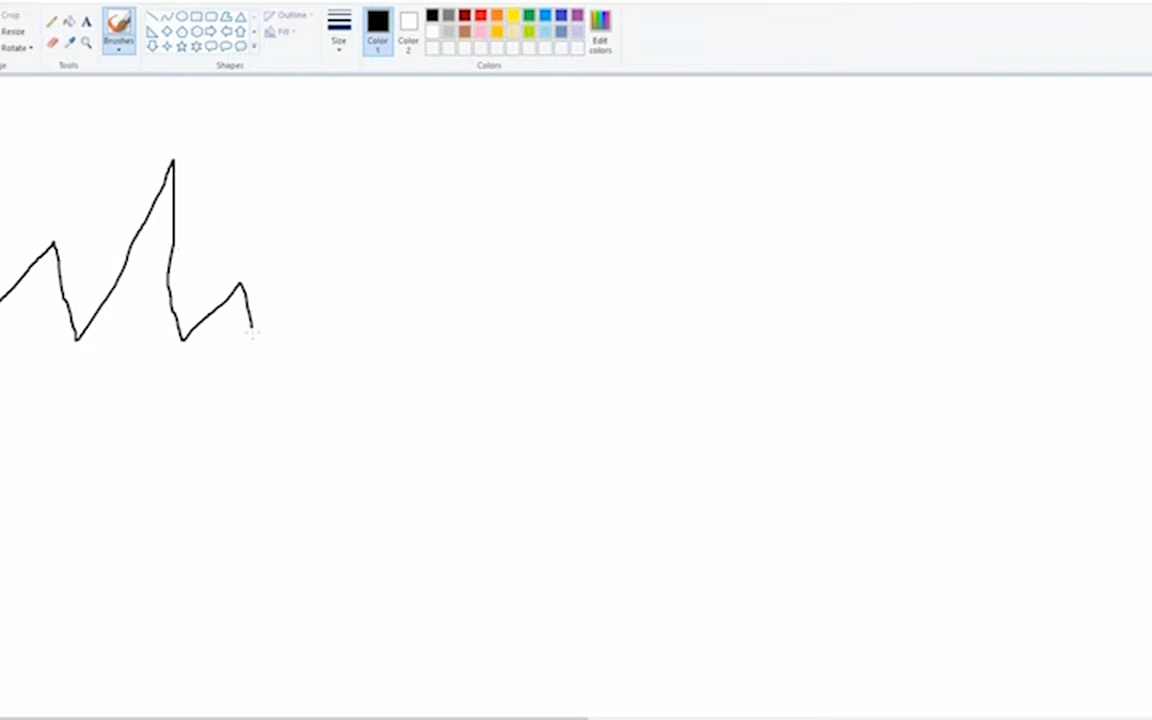 Crop
Resize
Rotate
A
Brushes
Outline
Fill
Size
Color 1
Color 2
Edit colors
Tools
Shapes
Colors